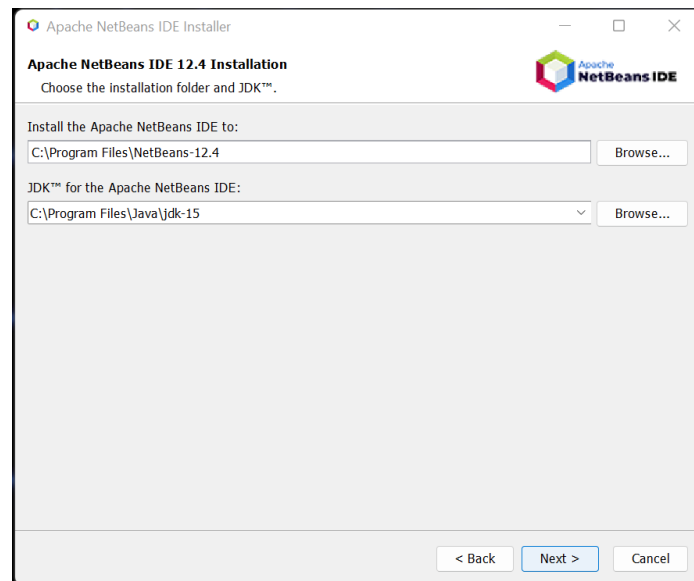 Apache NetBeans IDE Installer
Apache NetBeans IDE 12.4 Installation
Choose the installation folder and JDK™.
Apache
NetBeans IDE
Install the Apache NetBeans IDE to:
C:\Program Files\NetBeans-12.4
Browse...
JDK™ for the Apache NetBeans IDE:
C:\Program Files\Java\jdk-15
Browse...
< Back
Next >
Cancel